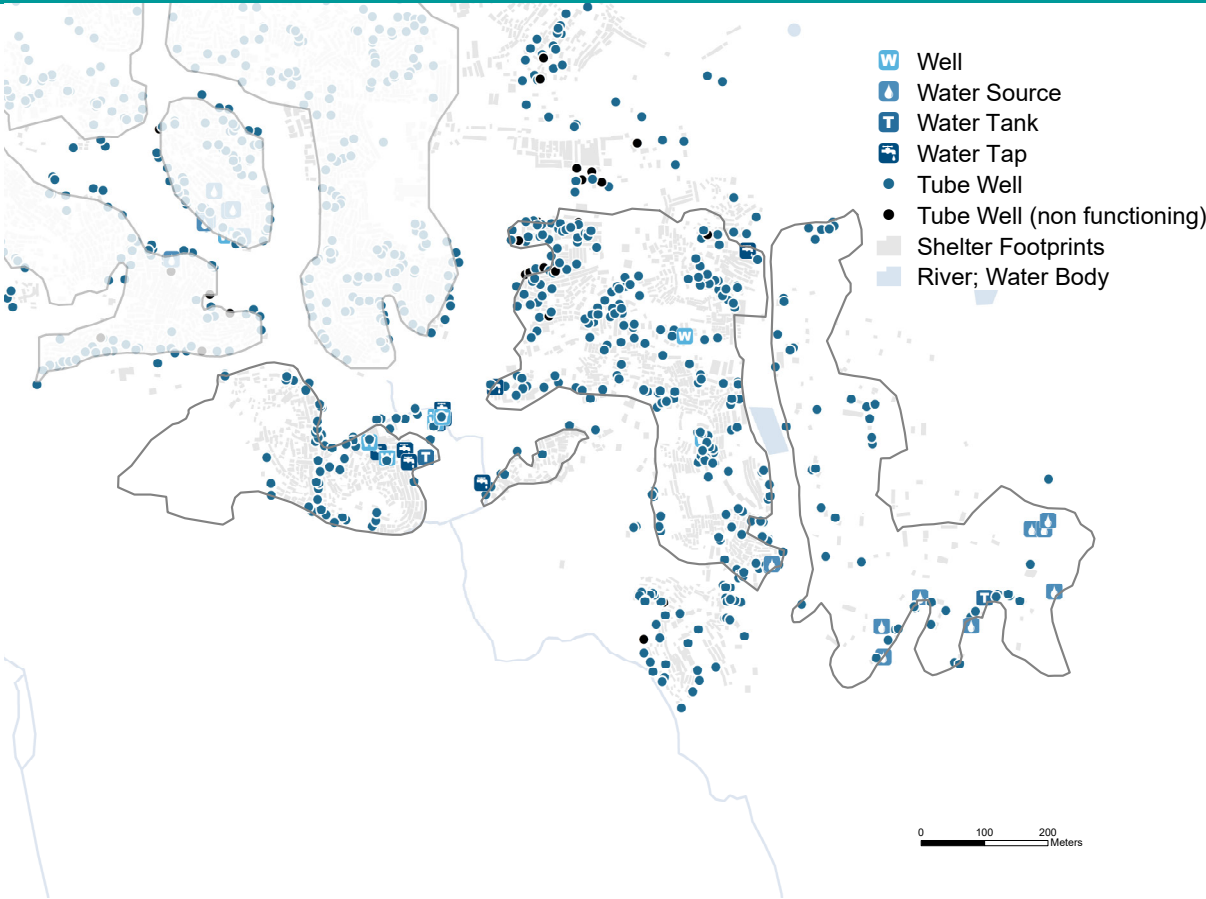 Well
Water Source
Water Tank
Water Tap
Tube Well
Tube Well (non functioning)
Shelter Footprints
River; Water Body
0 100 200
Meters
W
T
W
W
T
W
T